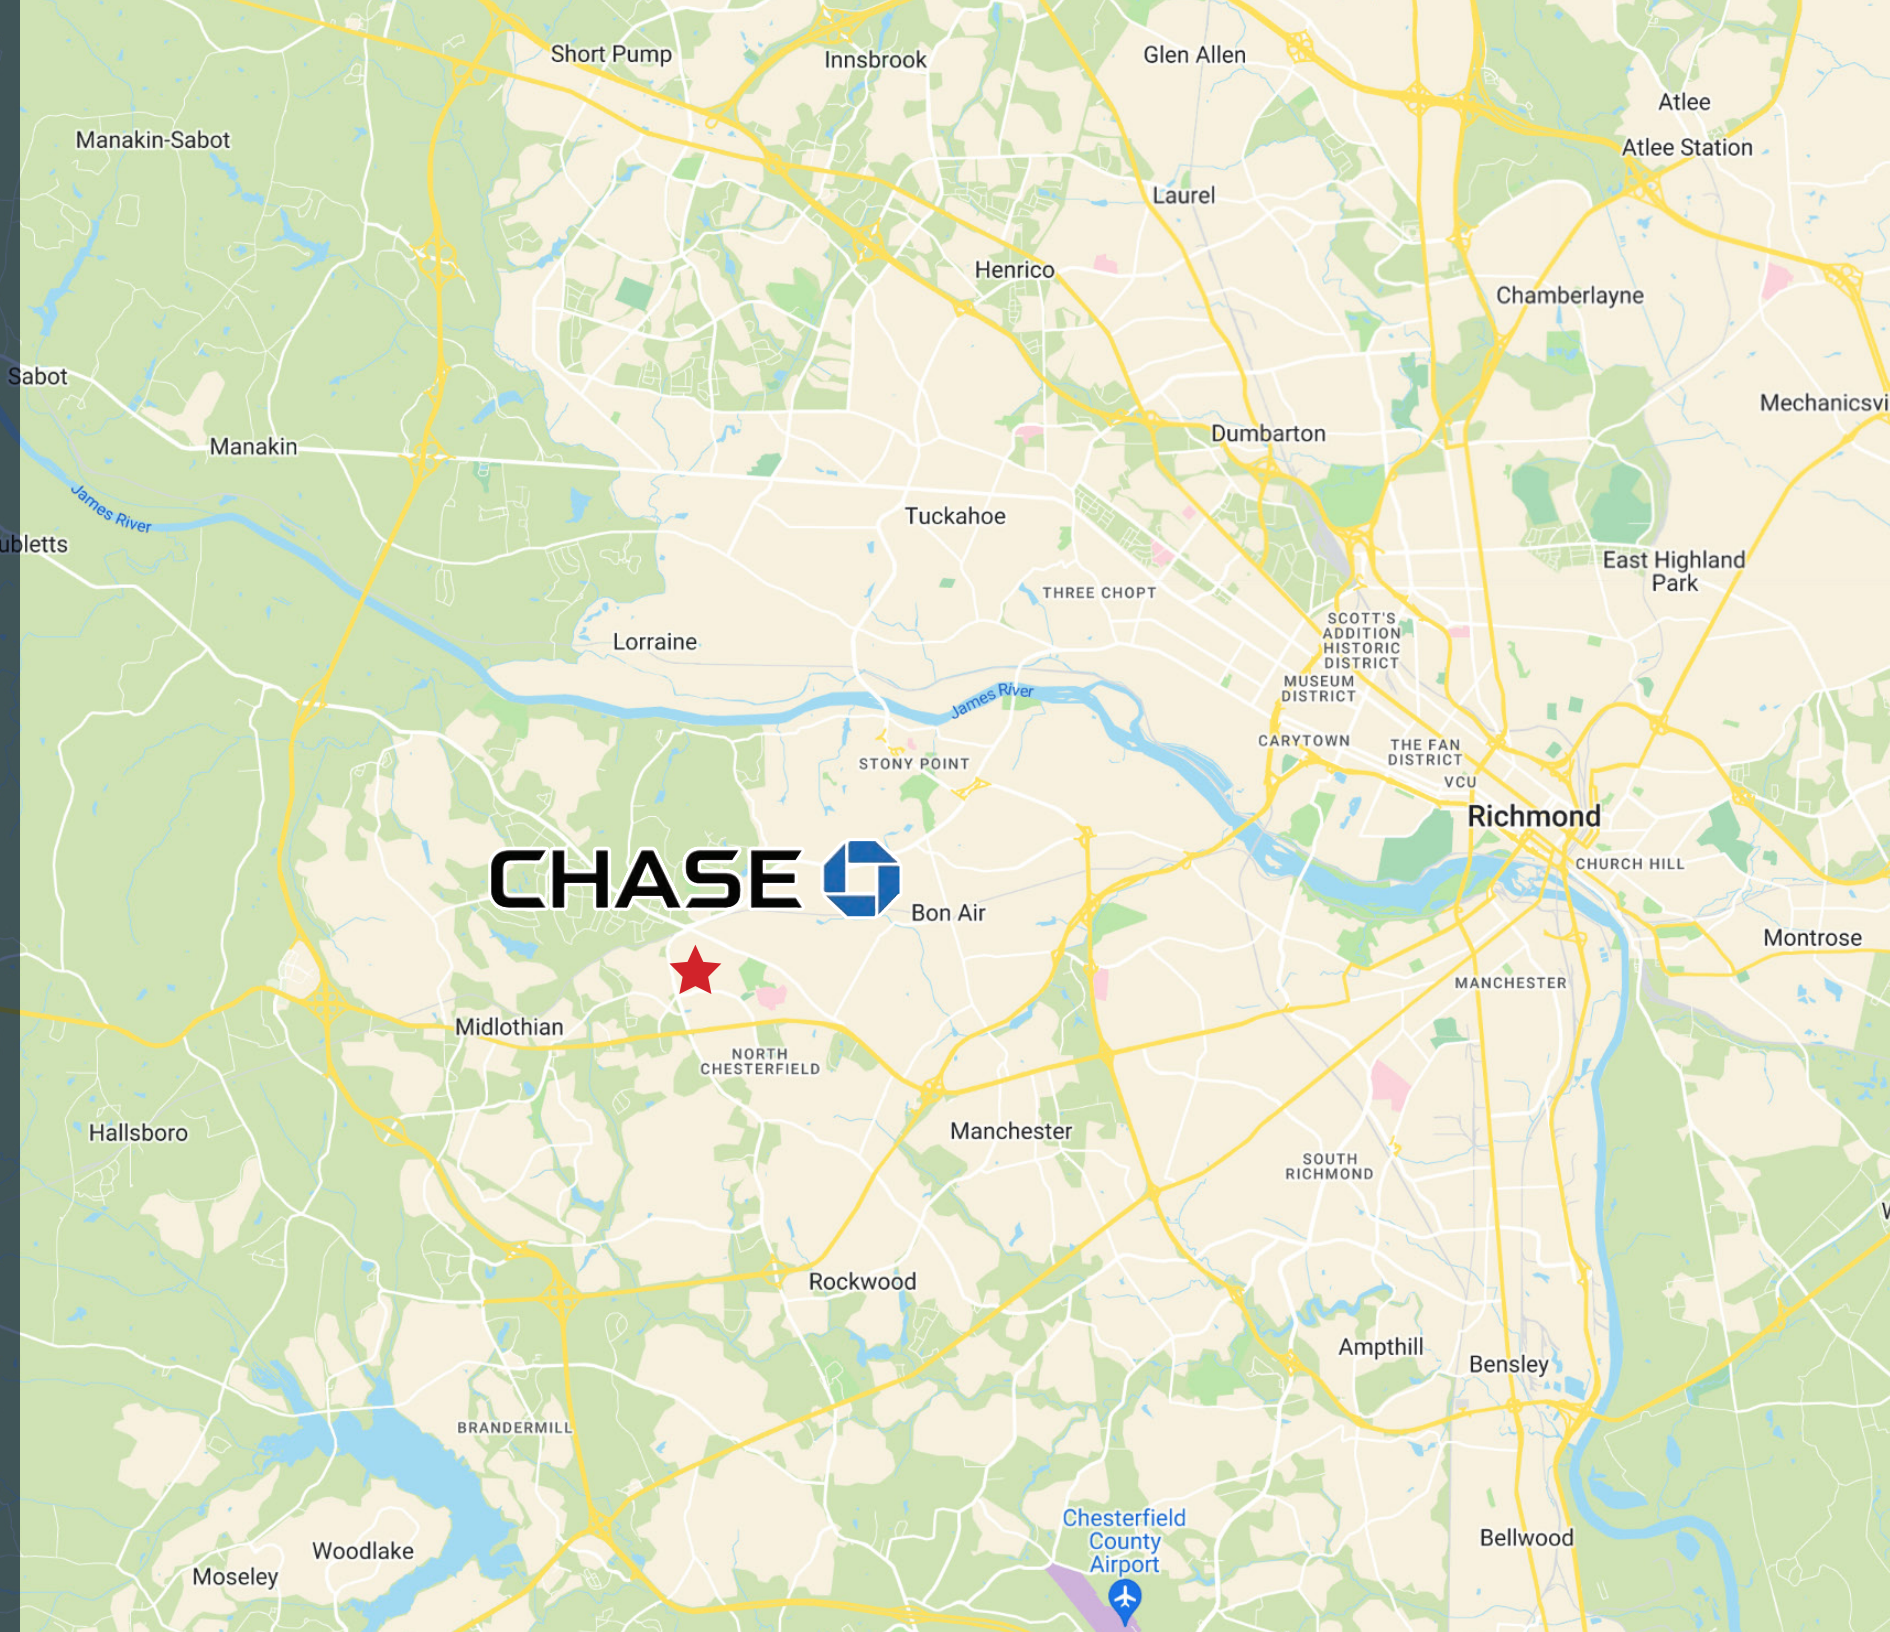 Short Pump
Innsbrook
Glen Allen
Atlee
Manakin-Sabot
Atlee Station
Laurel
Henrico
Chamberlayne
Sabot
Mechanicsvi
Dumbarton
Manakin
James River
Tuckahoe
ubletts
East Highland
Park
THREE CHOPT
SCOTT'S
ADDITION
HISTORIC
DISTRICT
Lorraine
MUSEUM
DISTRICT
James River
CARYTOWN
THE FAN
DISTRICT
STONY POINT
VCU
Richmond
CHURCH HILL
CHASE
Bon Air
Montrose
MANCHESTER
Midlothian
NORTH
CHESTERFIELD
Hallsboro
Manchester
SOUTH
RICHMOND
Rockwood
Ampthill
Bensley
BRANDERMILL
Chesterfield
County
Airport
Bellwood
Woodlake
Moseley